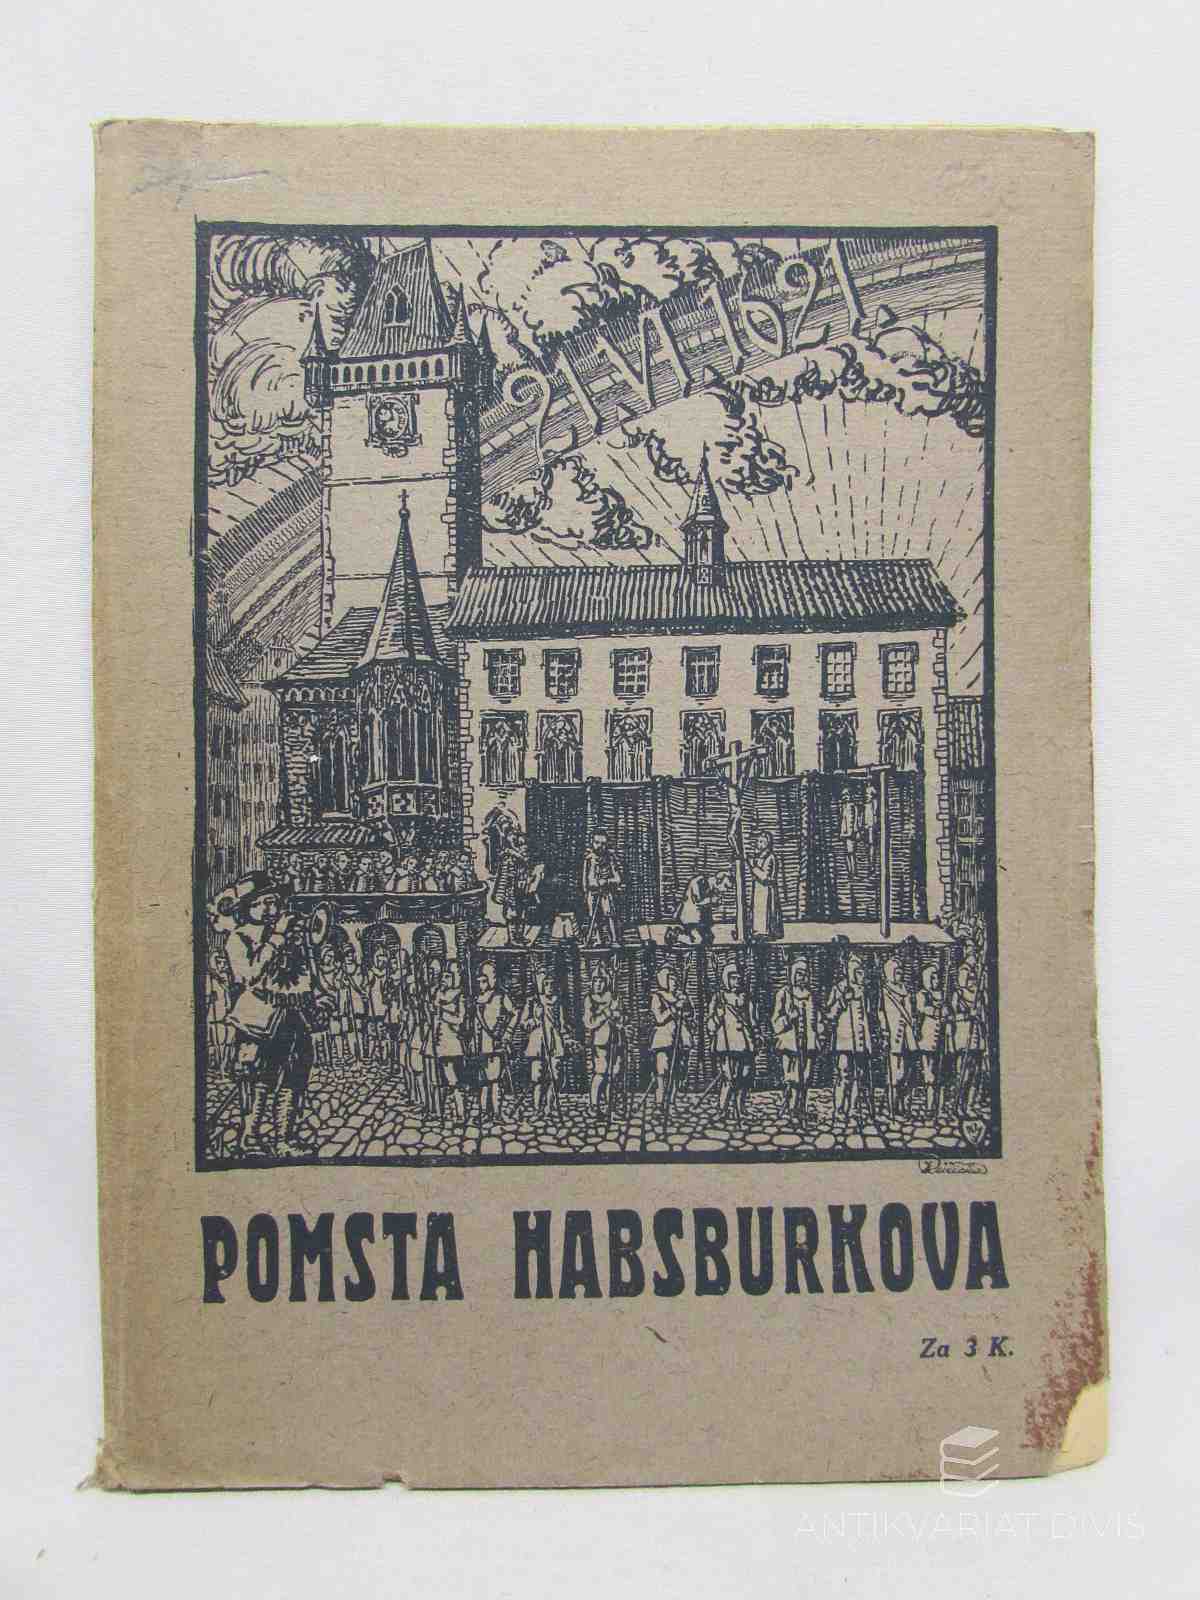 21.VI.1621.
POMSTA HABSBURKOVA
Za 3 K.
ANTIKVARIAT DIVIS